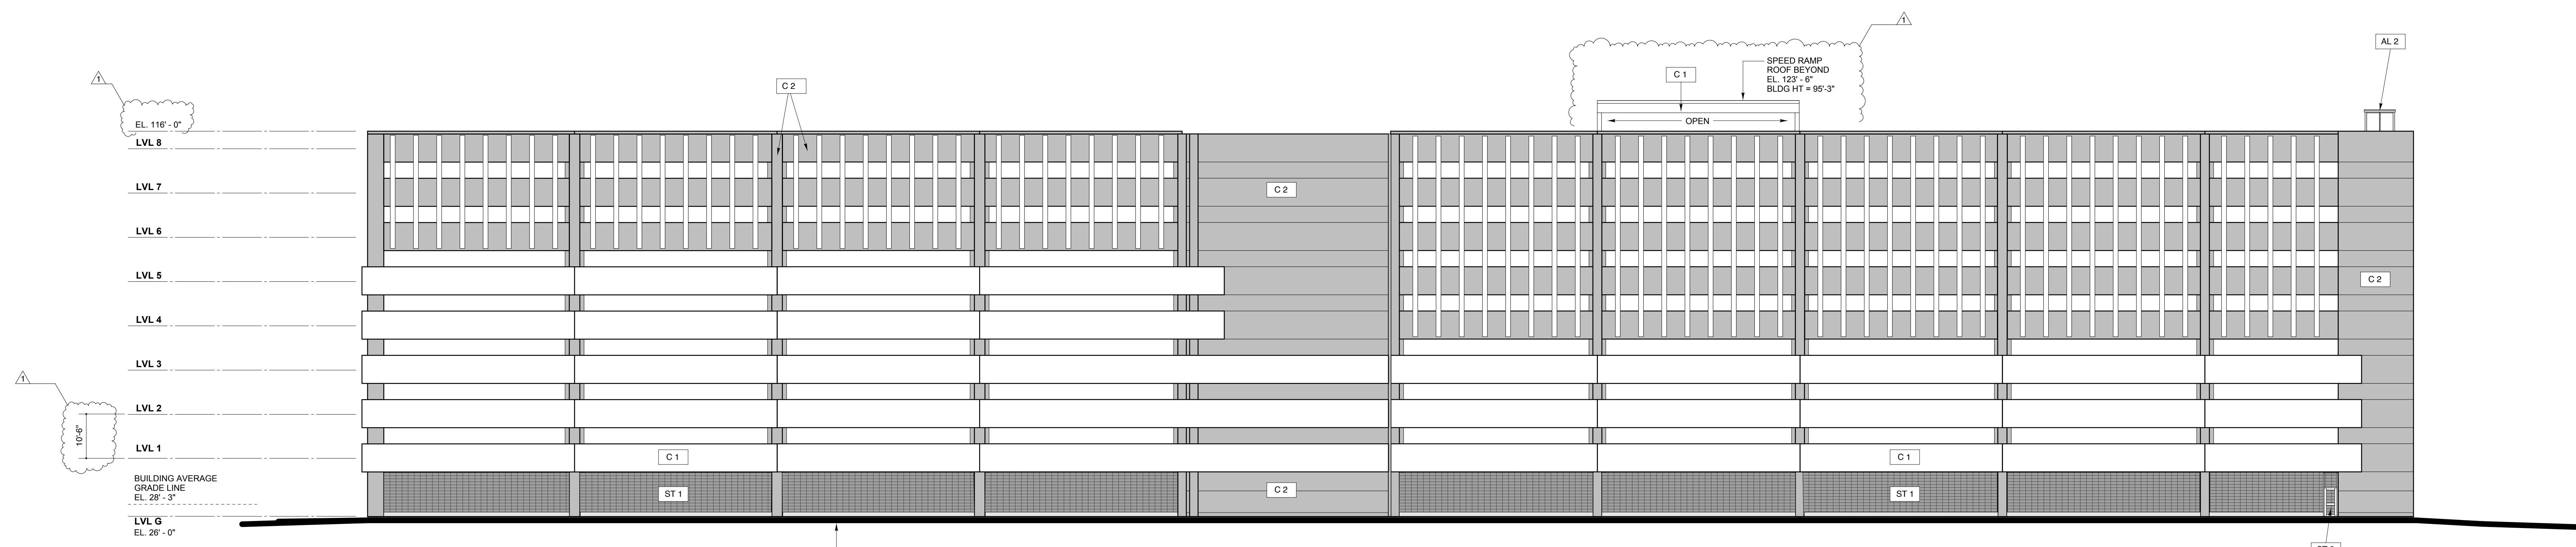 1
AL 2
SPEED RAMP
ROOF BEYOND
EL. 123' - 6"
BLDG HT = 95'-3"
C 1
1
C 2
EL. 116' - 0"
OPEN
LVL 8
LVL 7
C 2
LVL 6
LVL 5
C 2
LVL 4
LVL 3
1
LVL 2
10'-6"
LVL 1
C 1
C 1
BUILDING AVERAGE
GRADE LINE
EL. 28' - 3"
C 2
ST 1
ST 1
LVL G
EL. 26' - 0"